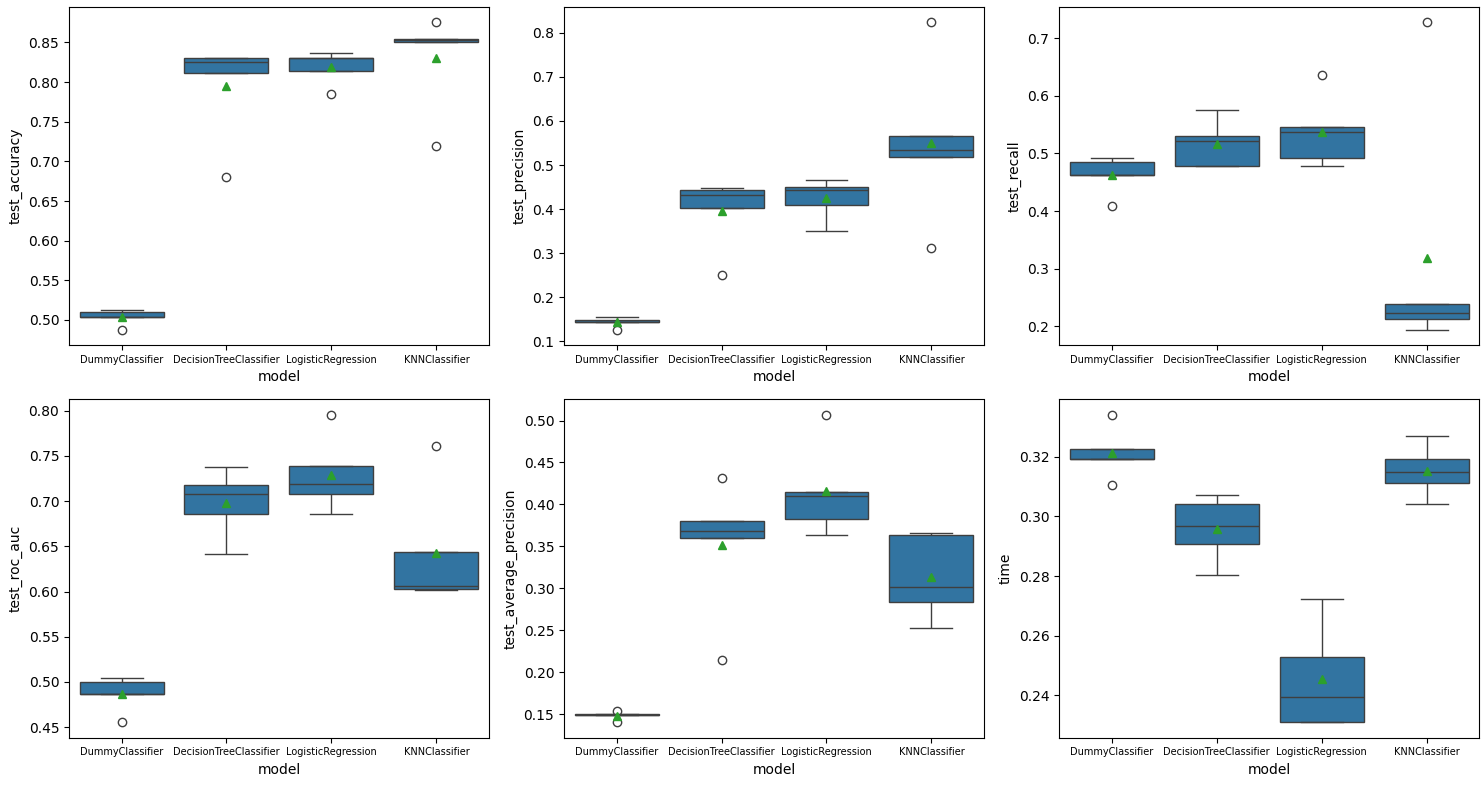 test_accuracy
0.85
0.80
0.75
0.70
0.65
0.60
0.55
0.50
DummyClassifier DecisionTreeClassifier LogisticRegression KNNClassifier
model
test_precision
0.8
0.7
0.6
0.5
0.4
0.3
0.2
0.1
DummyClassifier DecisionTreeClassifier LogisticRegression KNNClassifier
model
test_recall
0.7
0.6
0.5
0.4
0.3
0.2
DummyClassifier DecisionTreeClassifier LogisticRegression KNNClassifier
model
test_roc_auc
0.80
0.75
0.70
0.65
0.60
0.55
0.50
0.45
DummyClassifier DecisionTreeClassifier LogisticRegression KNNClassifier
model
test_average_precision
0.50
0.45
0.40
0.35
0.30
0.25
0.20
0.15
DummyClassifier DecisionTreeClassifier LogisticRegression KNNClassifier
model
time
0.32
0.30
0.28
0.26
0.24
DummyClassifier DecisionTreeClassifier LogisticRegression KNNClassifier
model